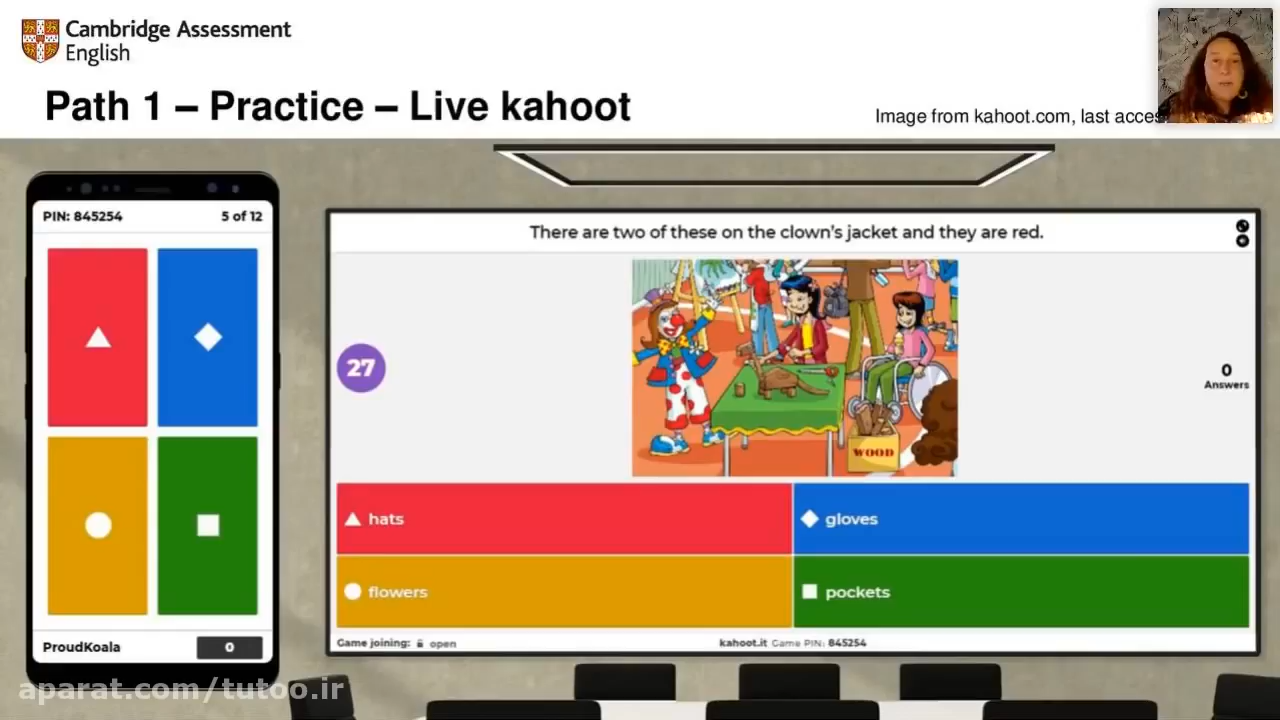 Cambridge Assessment
English
Path 1 – Practice – Live kahoot
Image from kahoot.com, last acces
PIN: 845254
5 of 12
There are two of these on the clown's jacket and they are red.
27
0
Answers
WOOD
hats
gloves
flowers
pockets
ProudKoala
0
Game joining: open
kahoot.it Game PIN: 845254
aparat.com/tutoo.ir